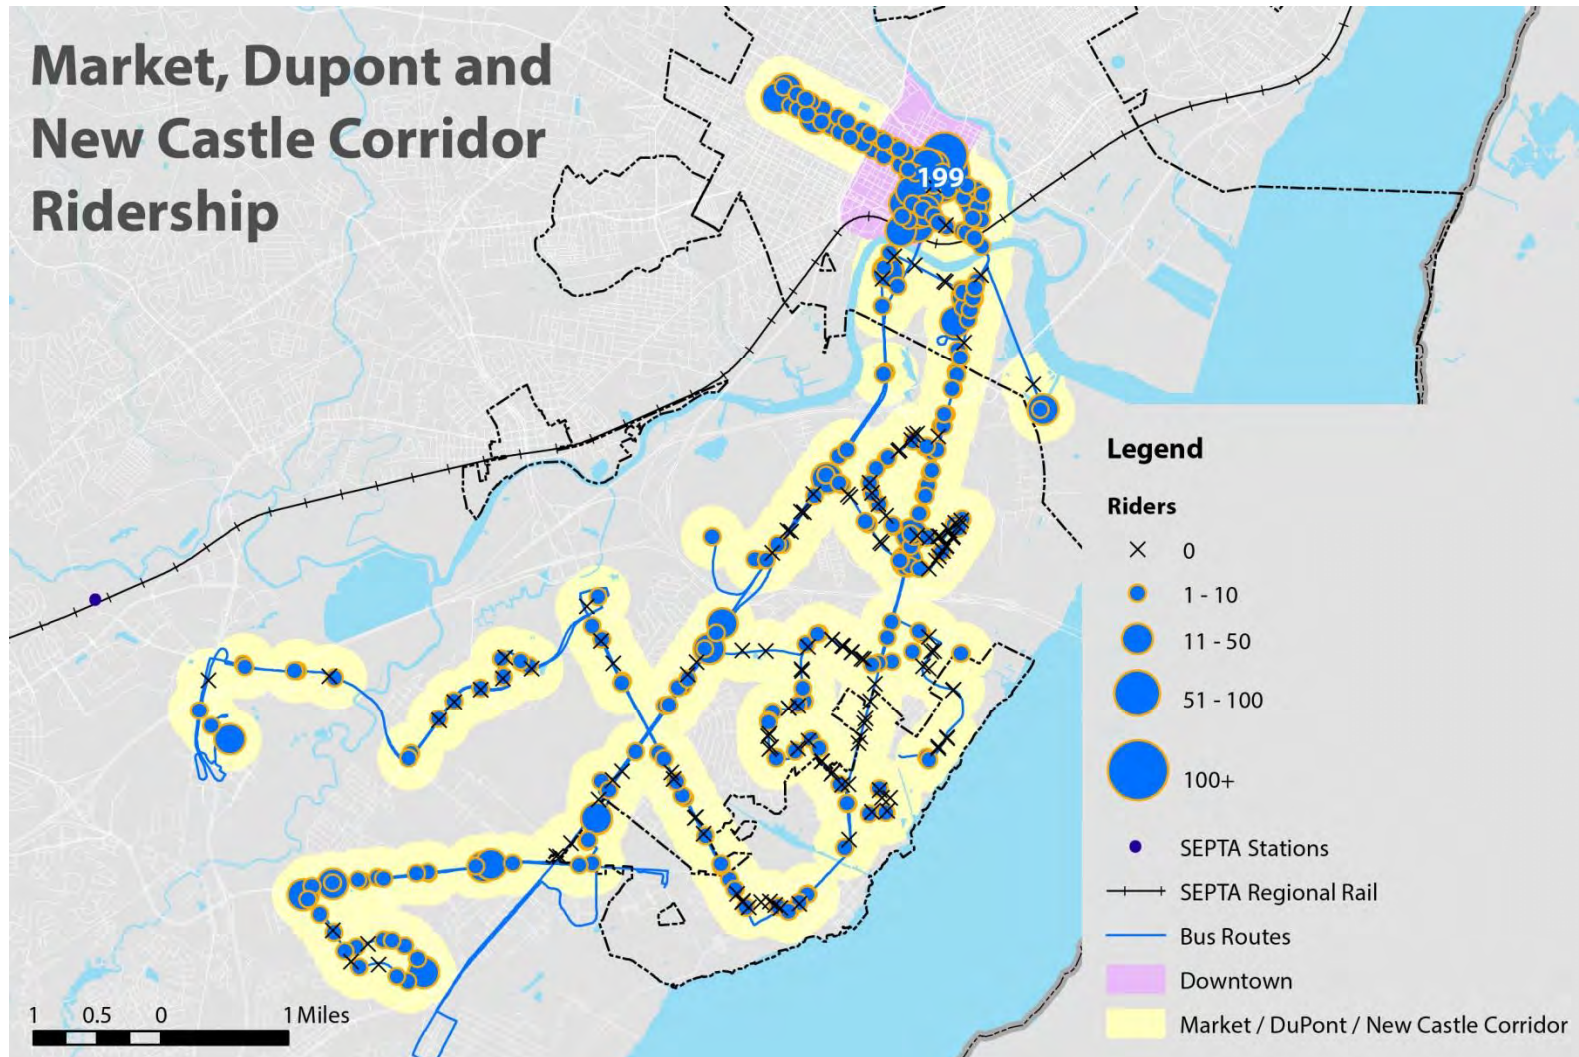 Market, Dupont and
New Castle Corridor
Ridership
199
Legend
Riders
0
1 - 10
11 - 50
51 - 100
100+
SEPTA Stations
SEPTA Regional Rail
Bus Routes
Downtown
Market / DuPont / New Castle Corridor
1 0.5 0 1 Miles